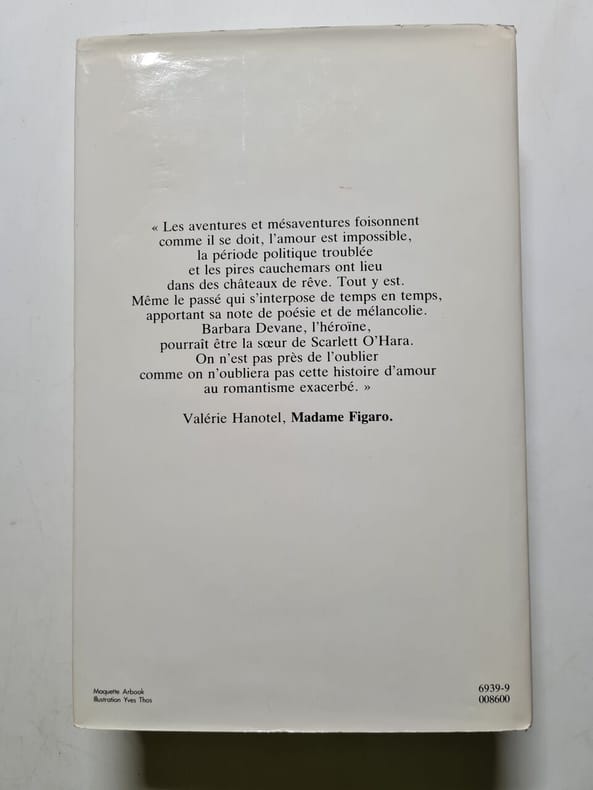 « Les aventures et mésaventures foisonnent
comme il se doit, l'amour est impossible,
la période politique troublée
et les pires cauchemars ont lieu
dans des châteaux de rêve. Tout y est.
Même le passé qui s'interpose de temps en temps,
apportant sa note de poésie et de mélancolie.
Barbara Devane, l'héroïne,
pourraît être la sœur de Scarlett O'Hara.
On n'est pas près de l'oublier
comme on n'oubliera pas cette histoire d'amour
au romantisme exacerbé. »
Valérie Hanotel, Madame Figaro.
Maquette Arbook
Illustration Yves Thos
6939-9
008600